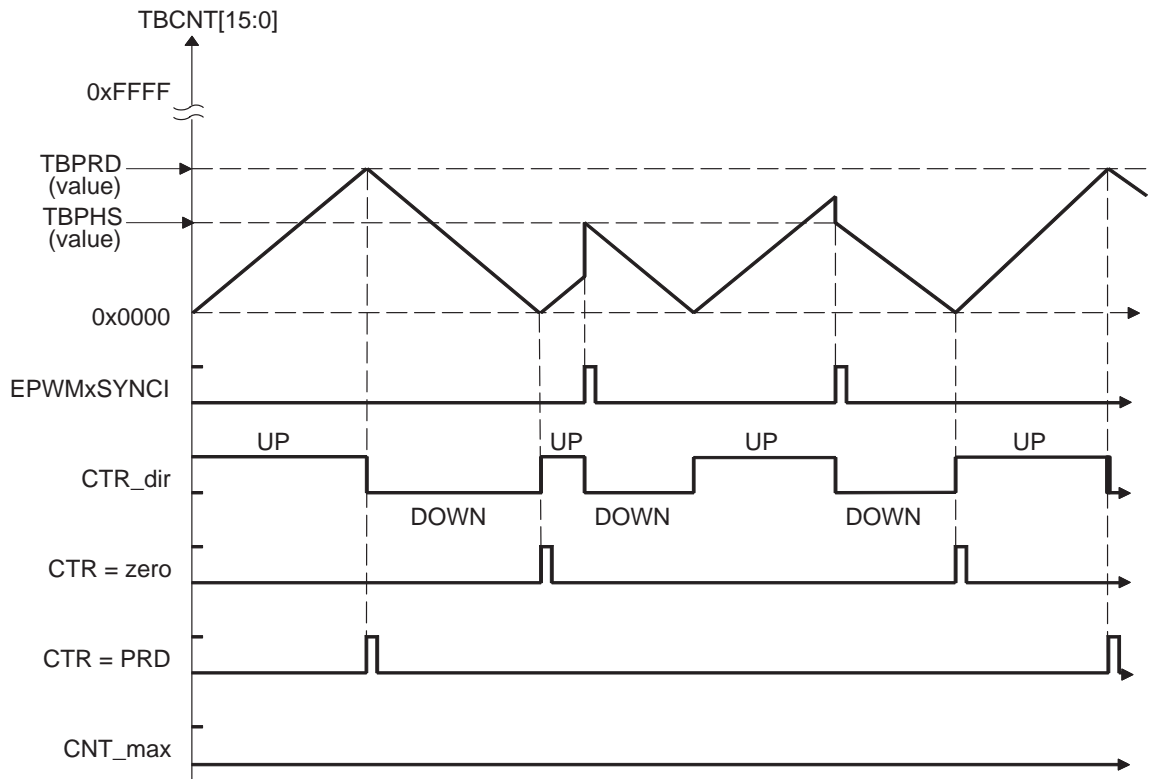 TBCNT[15:0]
0xFFFF
TBPRD
(value)
TBPHS
(value)
0x0000
EPWMxSYNCI
UP UP UP UP
CTR_dir
DOWN DOWN DOWN
CTR = zero
CTR = PRD
CNT_max